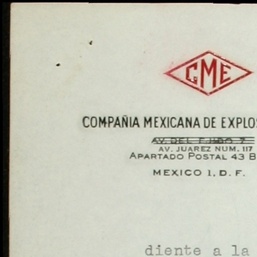 CME
COMPAÑIA MEXICANA DE EXPLOS
AV. JUAREZ NUM. 117
APARTADO POSTAL 43 B
MEXICO 1, D. F.
diente a la